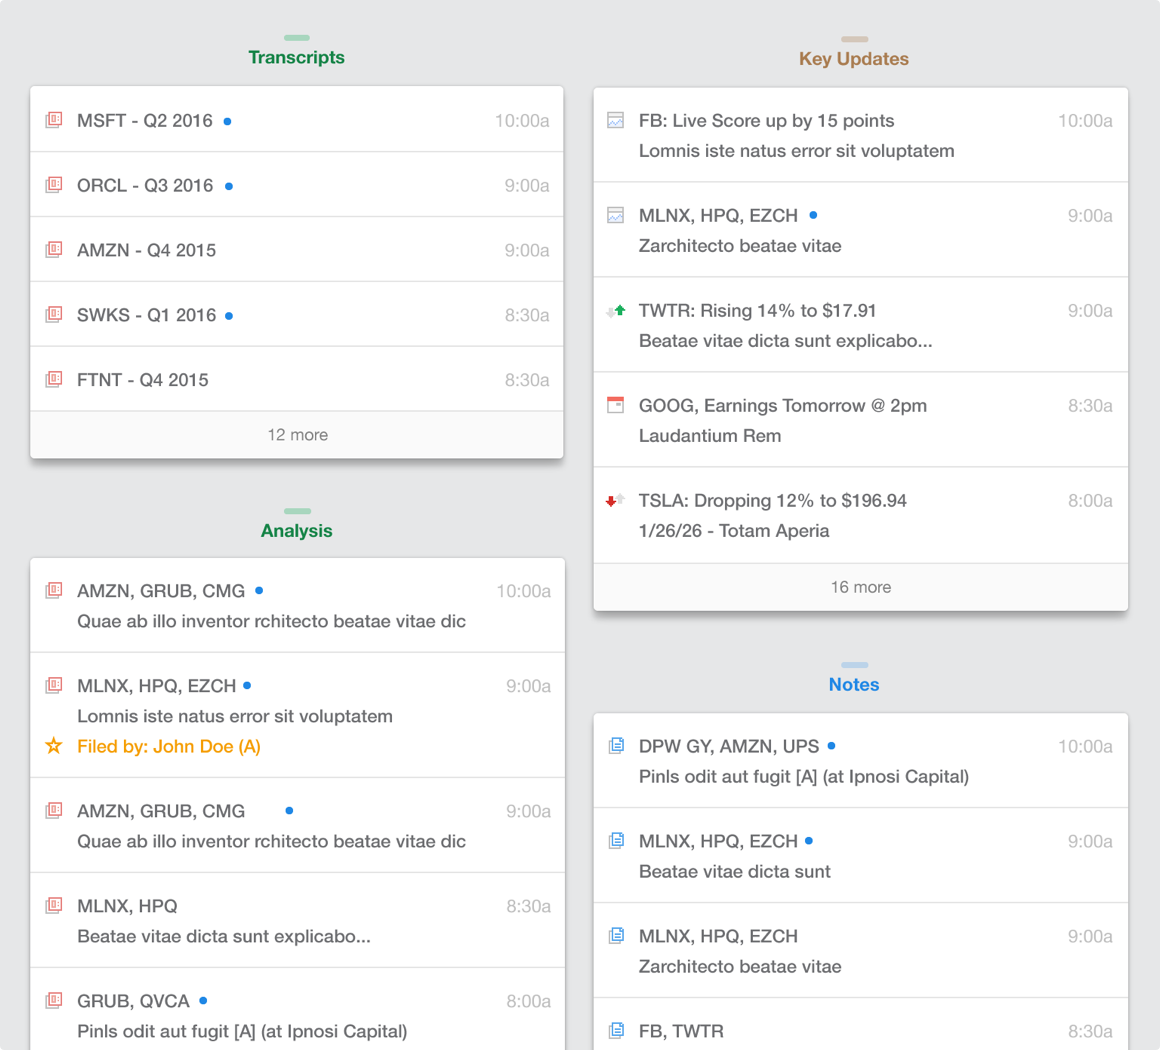 Transcripts
MSFT - Q2 2016
10:00a
ORCL - Q3 2016
9:00a
AMZN - Q4 2015
9:00a
SWKS - Q1 2016
8:30a
FTNT - Q4 2015
8:30a
12 more
Analysis
AMZN, GRUB, CMG
10:00a
Quae ab illo inventor rchitecto beatae vitae dic
MLNX, HPQ, EZCH
9:00a
Lomnis iste natus error sit voluptatem
Filed by: John Doe (A)
AMZN, GRUB, CMG
9:00a
Quae ab illo inventor rchitecto beatae vitae dic
MLNX, HPQ
8:30a
Beatae vitae dicta sunt explicabo...
GRUB, QVCA
8:00a
Pinls odit aut fugit [A] (at Ipnosi Capital)
Key Updates
FB: Live Score up by 15 points
10:00a
Lomnis iste natus error sit voluptatem
MLNX, HPQ, EZCH
9:00a
Zarchitecto beatae vitae
TWTR: Rising 14% to $17.91
9:00a
Beatae vitae dicta sunt explicabo...
GOOG, Earnings Tomorrow @ 2pm
8:30a
Laudantium Rem
TSLA: Dropping 12% to $196.94
8:00a
1/26/26 - Totam Aperia
16 more
Notes
DPW GY, AMZN, UPS
10:00a
Pinls odit aut fugit [A] (at Ipnosi Capital)
MLNX, HPQ, EZCH
9:00a
Beatae vitae dicta sunt
MLNX, HPQ, EZCH
9:00a
Zarchitecto beatae vitae
FB, TWTR
8:30a